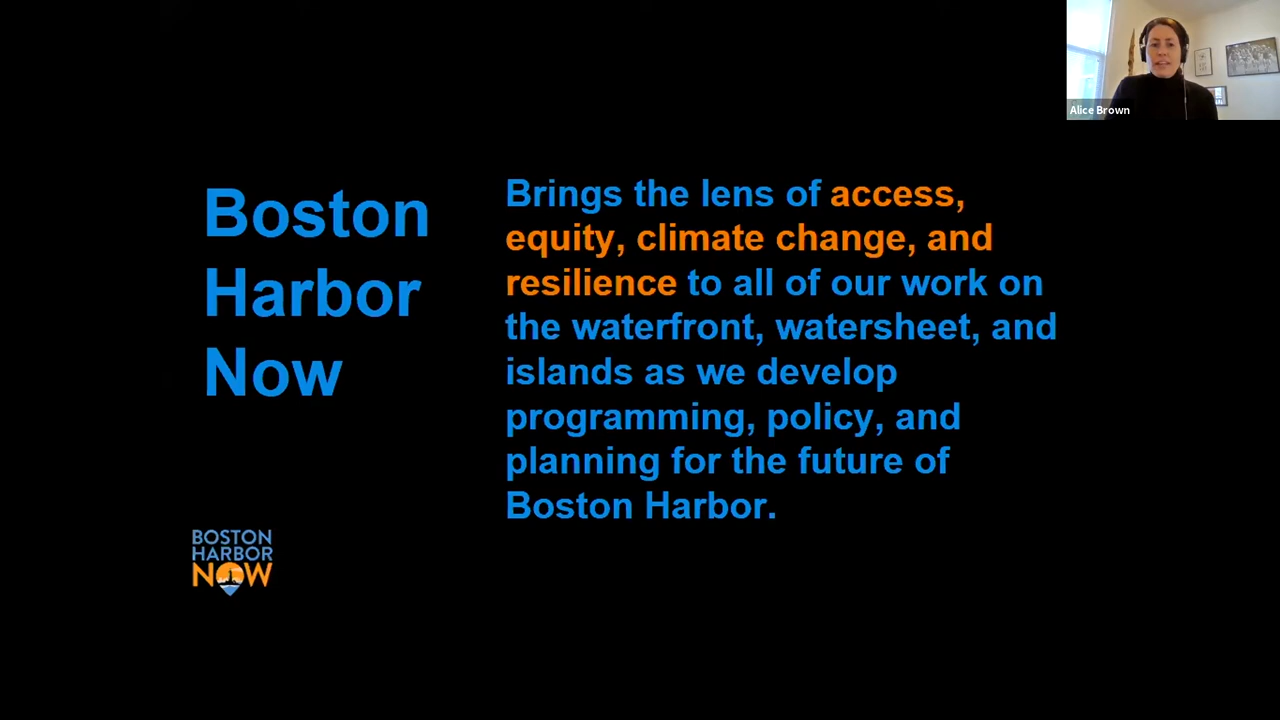 Alice Brown
Boston
Harbor
Now
Brings the lens of access,
equity, climate change, and
resilience to all of our work on
the waterfront, watersheet, and
islands as we develop
programming, policy, and
planning for the future of
Boston Harbor.
BOSTON
HARBOR
NOW